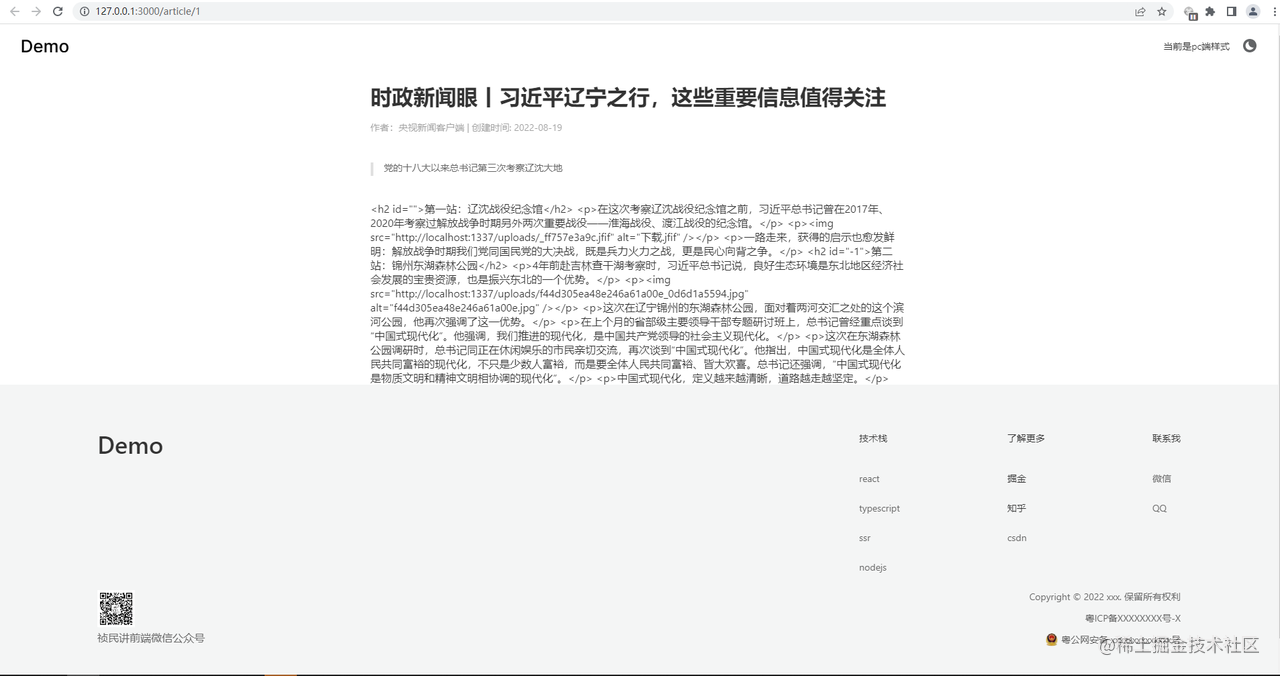 127.0.0.1:3000/article/1
Demo
当前是pc端样式
时政新闻眼丨习近平辽宁之行，这些重要信息值得关注
作者：央视新闻客户端 | 创建时间: 2022-08-19
党的十八大以来总书记第三次考察辽沈大地
<h2 id="">第一站：辽沈战役纪念馆</h2> <p>在这次考察辽沈战役纪念馆之前，习近平总书记曾在2017年、
2020年考察过解放战争时期另外两次重要战役——淮海战役、渡江战役的纪念馆。</p> <p><img
src="http://localhost:1337/uploads/_ff757e3a9c.jfif" alt="下载.jfif" /></p> <p>一路走来，获得的启示也愈发鲜
明：解放战争时期我们党同国民党的大决战，既是兵力火力之战，更是民心向背之争。</p> <h2 id="-1">第二
站：锦州东湖森林公园</h2> <p>4年前赴吉林查干湖考察时，习近平总书记说，良好生态环境是东北地区经济社
会发展的宝贵资源，也是振兴东北的一个优势。</p> <p><img
src="http://localhost:1337/uploads/f44d305ea48e246a61a00e_0d6d1a5594.jpg"
alt="f44d305ea48e246a61a00e.jpg" /></p> <p>这次在辽宁锦州的东湖森林公园，面对着两河交汇之处的这个滨
河公园，他再次强调了这一优势。</p> <p>在上个月的省部级主要领导干部专题研讨班上，总书记曾经重点谈到
“中国式现代化”。他强调，我们推进的现代化，是中国共产党领导的社会主义现代化。</p> <p>这次在东湖森林
公园调研时，总书记同正在休闲娱乐的市民亲切交流，再次谈到“中国式现代化”。他指出，中国式现代化是全体人
民共同富裕的现代化，不只是少数人富裕，而是要全体人民共同富裕、皆大欢喜。总书记还强调，“中国式现代化
是物质文明和精神文明相协调的现代化”。</p> <p>中国式现代化，定义越来越清晰，道路越走越坚定。</p>
Demo
技术栈 了解更多 联系我
react 掘金 微信
typescript 知乎 QQ
ssr csdn
nodejs
Copyright © 2022 xxx. 保留所有权利
粤ICP备XXXXXXXX号-X
祯民讲前端微信公众号
粤公网安备
@稀土掘金技术社区